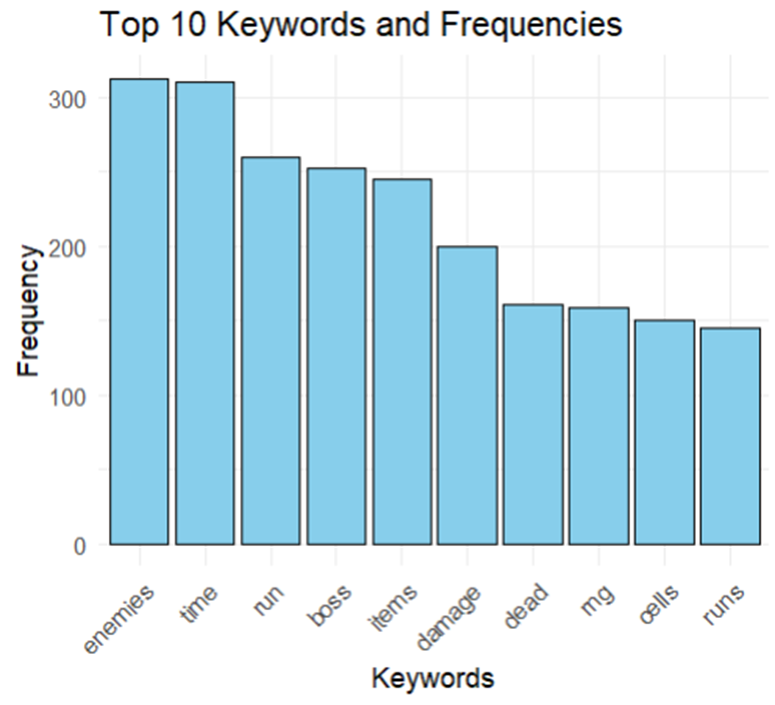 Top 10 Keywords and Frequencies
300
200
100
0
Frequency
enemies
time
run
boss
items
damage
dead
rng
cells
runs
Keywords